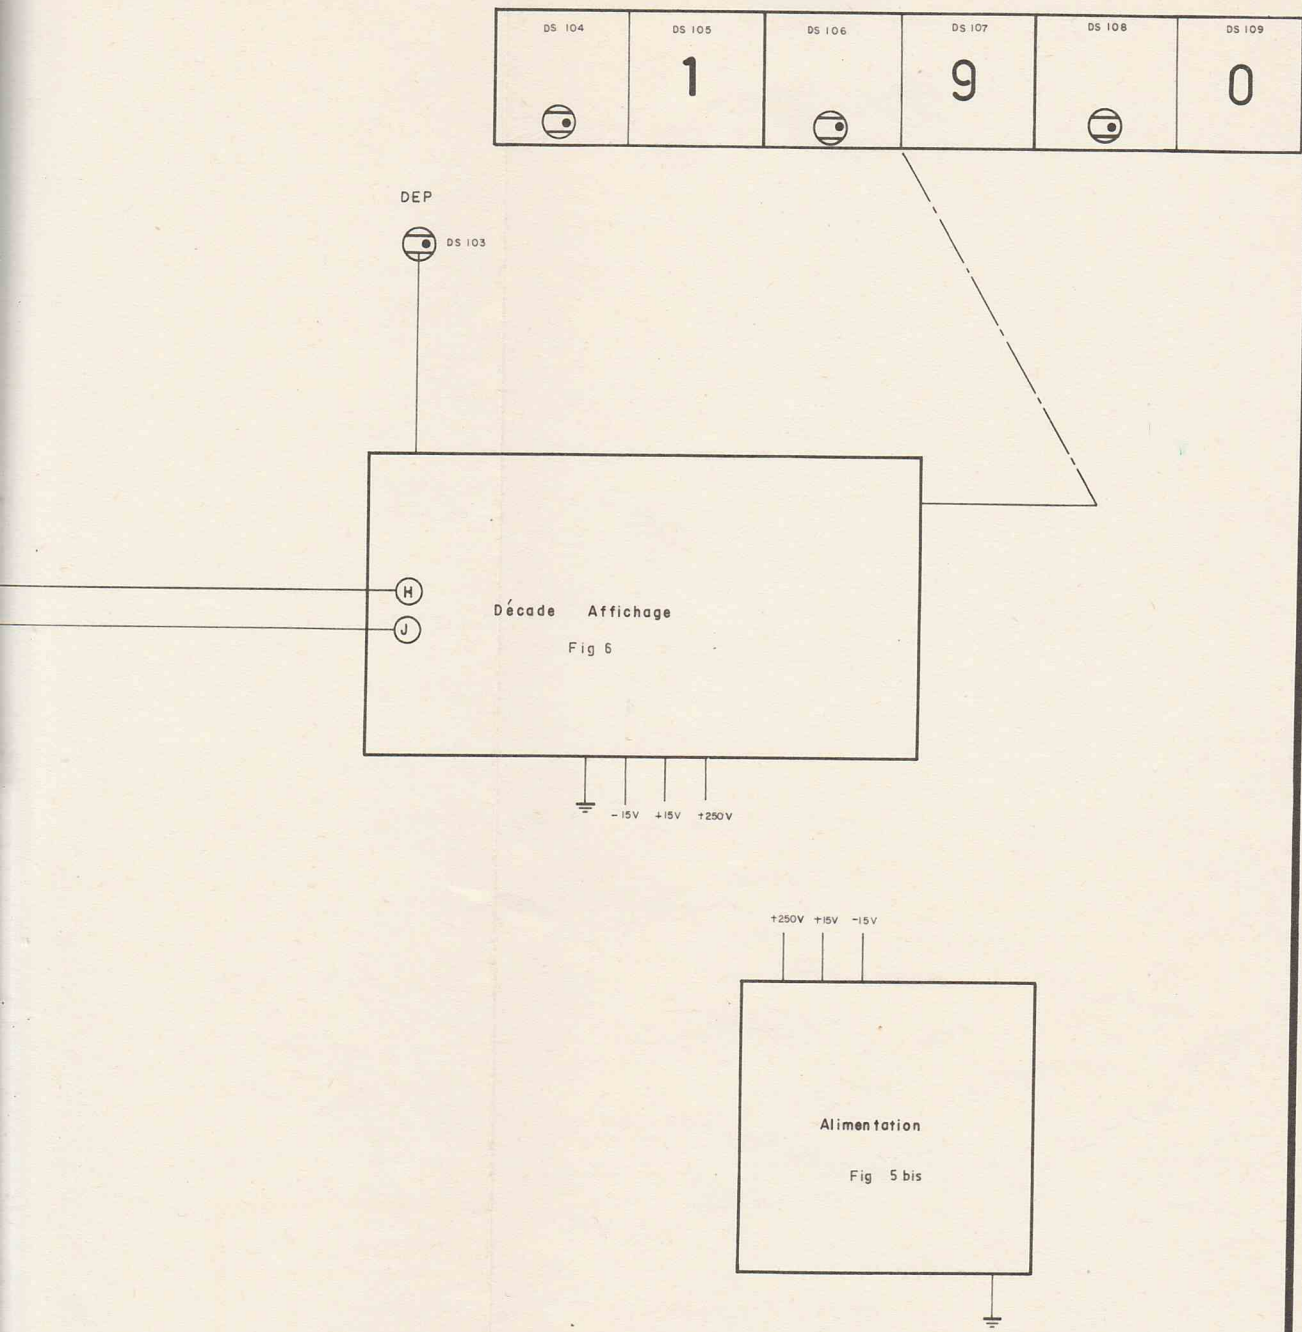 DS 104 DS 105 DS 106 DS 107 DS 108 DS 109
1 9 0
DEP
DS 103
H
J
Décade Affichage
Fig 6
-15V +15V +250V
+250V +15V -15V
Alimentation
Fig 5 bis